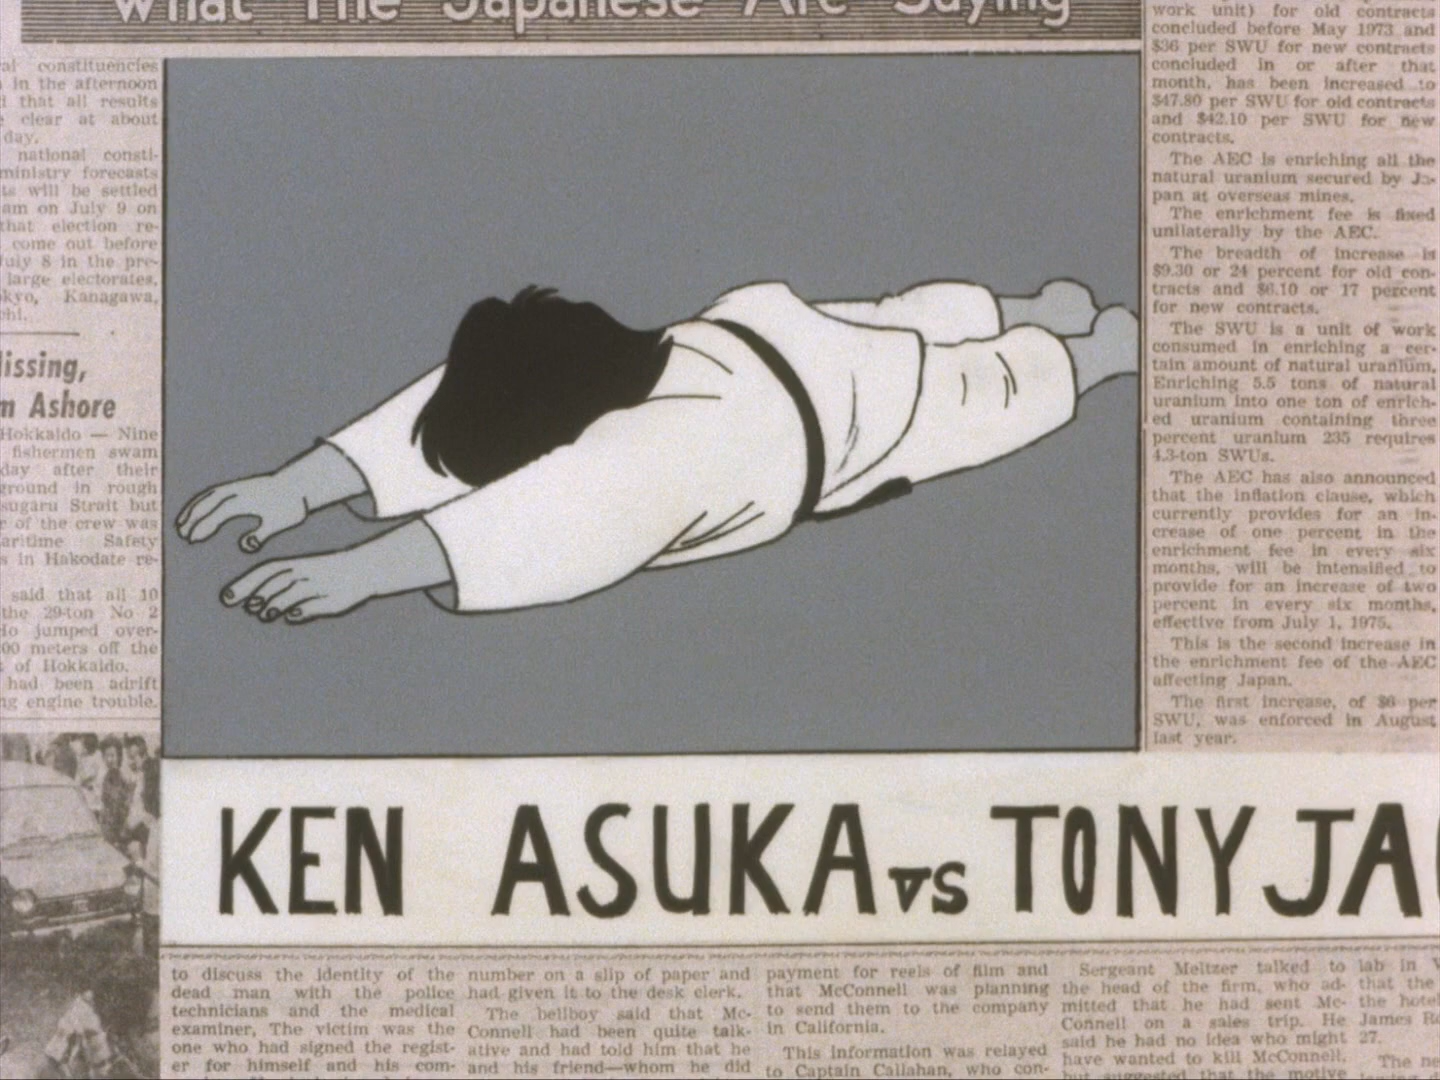 What The Japanese Are Saying
al constituencies
in the afternoon
that all results
clear at about
day.
national consti-
ministry forecasts
ts will be settled
am on July 9 on
that election re-
come out before
July 8 in the pre-
large electorates,
kyo, Kanagawa,
chi.
issing,
m Ashore
Hokkaido — Nine
fishermen swam
day after their
ground in rough
sugaru Strait but
r of the crew was
aritime Safety
s in Hakodate re-
said that all 10
the 29-ton No 2
jumped over-
00 meters off the
of Hokkaido.
had been adrift
ng engine trouble.
work unit) for old contracts
concluded before May 1973 and
$36 per SWU for new contracts
concluded in or after that
month, has been increased to
$47.80 per SWU for old contracts
and $42.10 per SWU for new
contracts.
The AEC is enriching all the
natural uranium secured by Ja-
pan at overseas mines.
The enrichment fee is fixed
unilaterally by the AEC.
The breadth of increase is
$9.30 or 24 percent for old con-
tracts and $6.10 or 17 percent
for new contracts.
The SWU is a unit of work
consumed in enriching a cer-
tain amount of natural uranium.
Enriching 5.5 tons of natural
uranium into one ton of enrich-
ed uranium containing three
percent uranium 235 requires
4.3-ton SWUs.
The AEC has also announced
that the inflation clause, which
currently provides for an in-
crease of one percent in the
enrichment fee in every six
months, will be intensified to
provide for an increase of two
percent in every six months,
effective from July 1, 1975.
This is the second increase in
the enrichment fee of the AEC
affecting Japan.
The first increase, of $6 per
SWU, was enforced in August
last year.
KEN ASUKA vs TONY JA
to discuss the identity of the
dead man with the police
technicians and the medical
examiner. The victim was the
one who had signed the regist-
er for himself and his com-
number on a slip of paper and
had given it to the desk clerk.
The bellboy said that Mc-
Connell had been quite talk-
ative and had told him that he
and his friend—whom he did
payment for reels of film and
that McConnell was planning
to send them to the company
in California.
This information was relayed
to Captain Callahan, who con-
Sergeant Meltzer talked to
the head of the firm, who ad-
mitted that he had sent Mc-
Connell on a sales trip. He
said he had no idea who might
have wanted to kill McConnell,
but suggested that the motive
lab in
that the
the hotel
James
27.
The